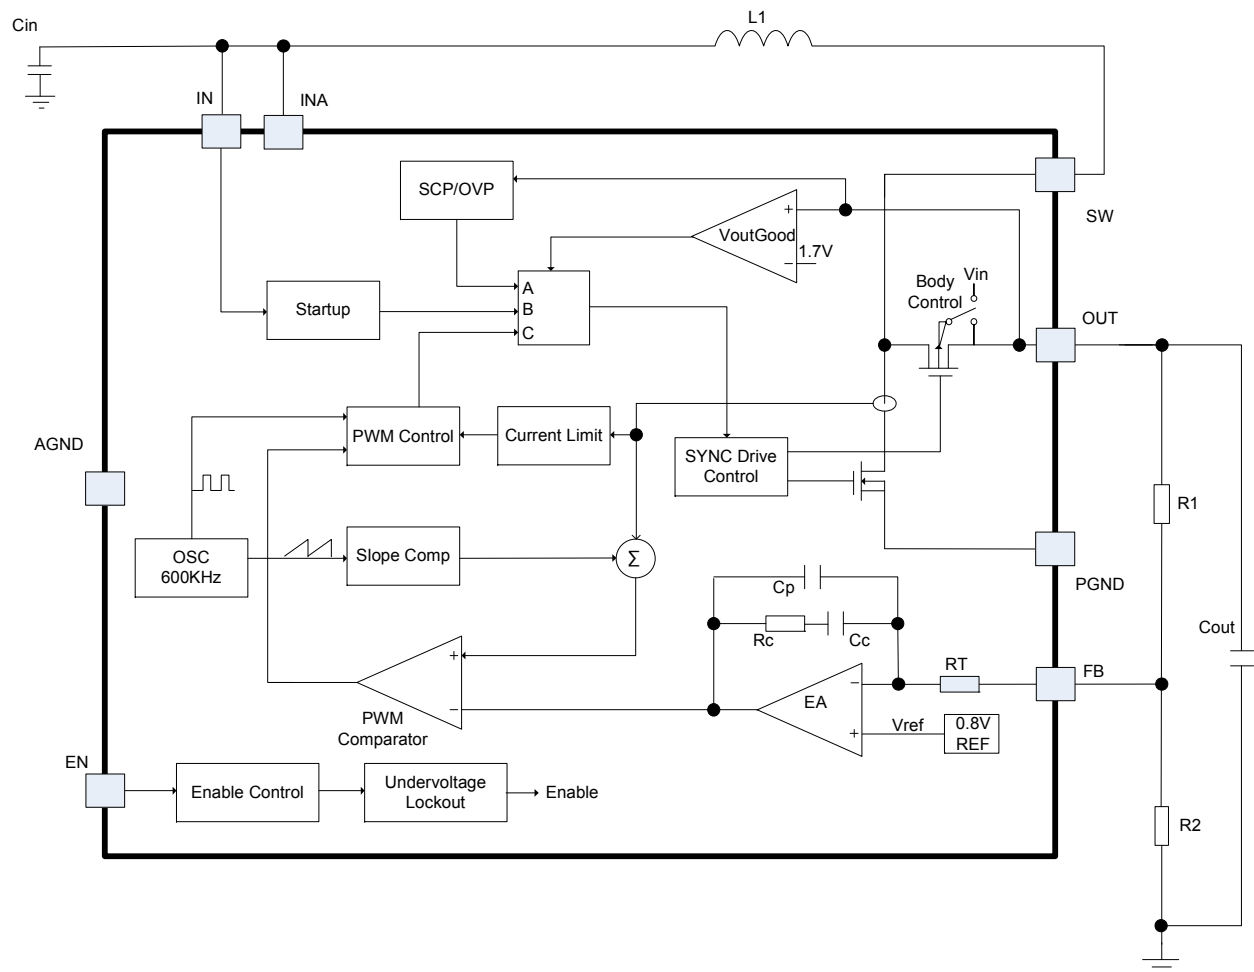 L1
Cin
IN
INA
SCP/OVP
SW
VoutGood
+
−
1.7V
Body
Control
Vin
A
B
C
Startup
OUT
AGND
PWM Control
Current Limit
SYNC Drive
Control
R1
OSC
600KHz
Slope Comp
Σ
PGND
Cp
Rc
Cc
Cout
RT
FB
+
−
PWM
Comparator
EA
−
+
Vref
0.8V
REF
EN
Enable Control
Undervoltage
Lockout
Enable
R2